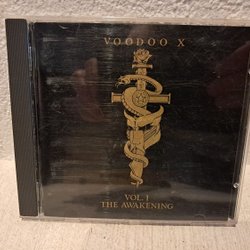 VOODOO X
VOL. I
THE AWAKENING